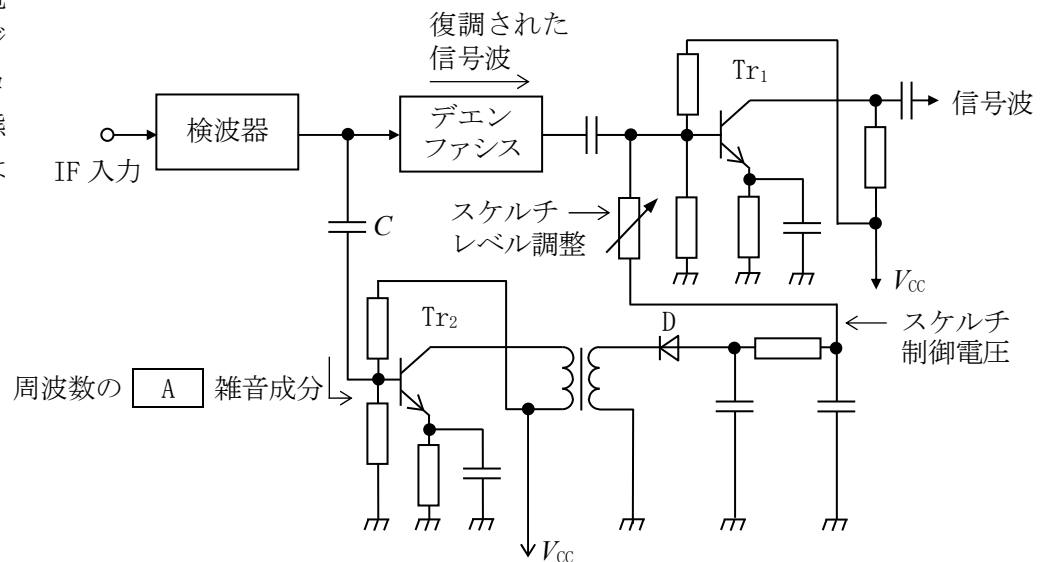 復調された
信号波
Tr1
検波器
デエン
ファシス
信号波
IF 入力
C
スケルチ
レベル調整
VCC
Tr2
D
スケルチ
制御電圧
周波数の A 雑音成分
VCC